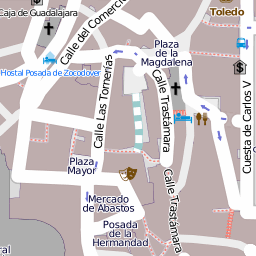 Caja de Guadalajara
Toledo
Calle del Comercio
Plaza
de la
Magdalena
Hostal Posada de Zocodover
Calle Las Tornerías
Calle Trastámara
Cuesta de Carlos V
Plaza
Mayor
Mercado
de Abastos
Calle Trastámara
Posada
de la
Hermandad
ral